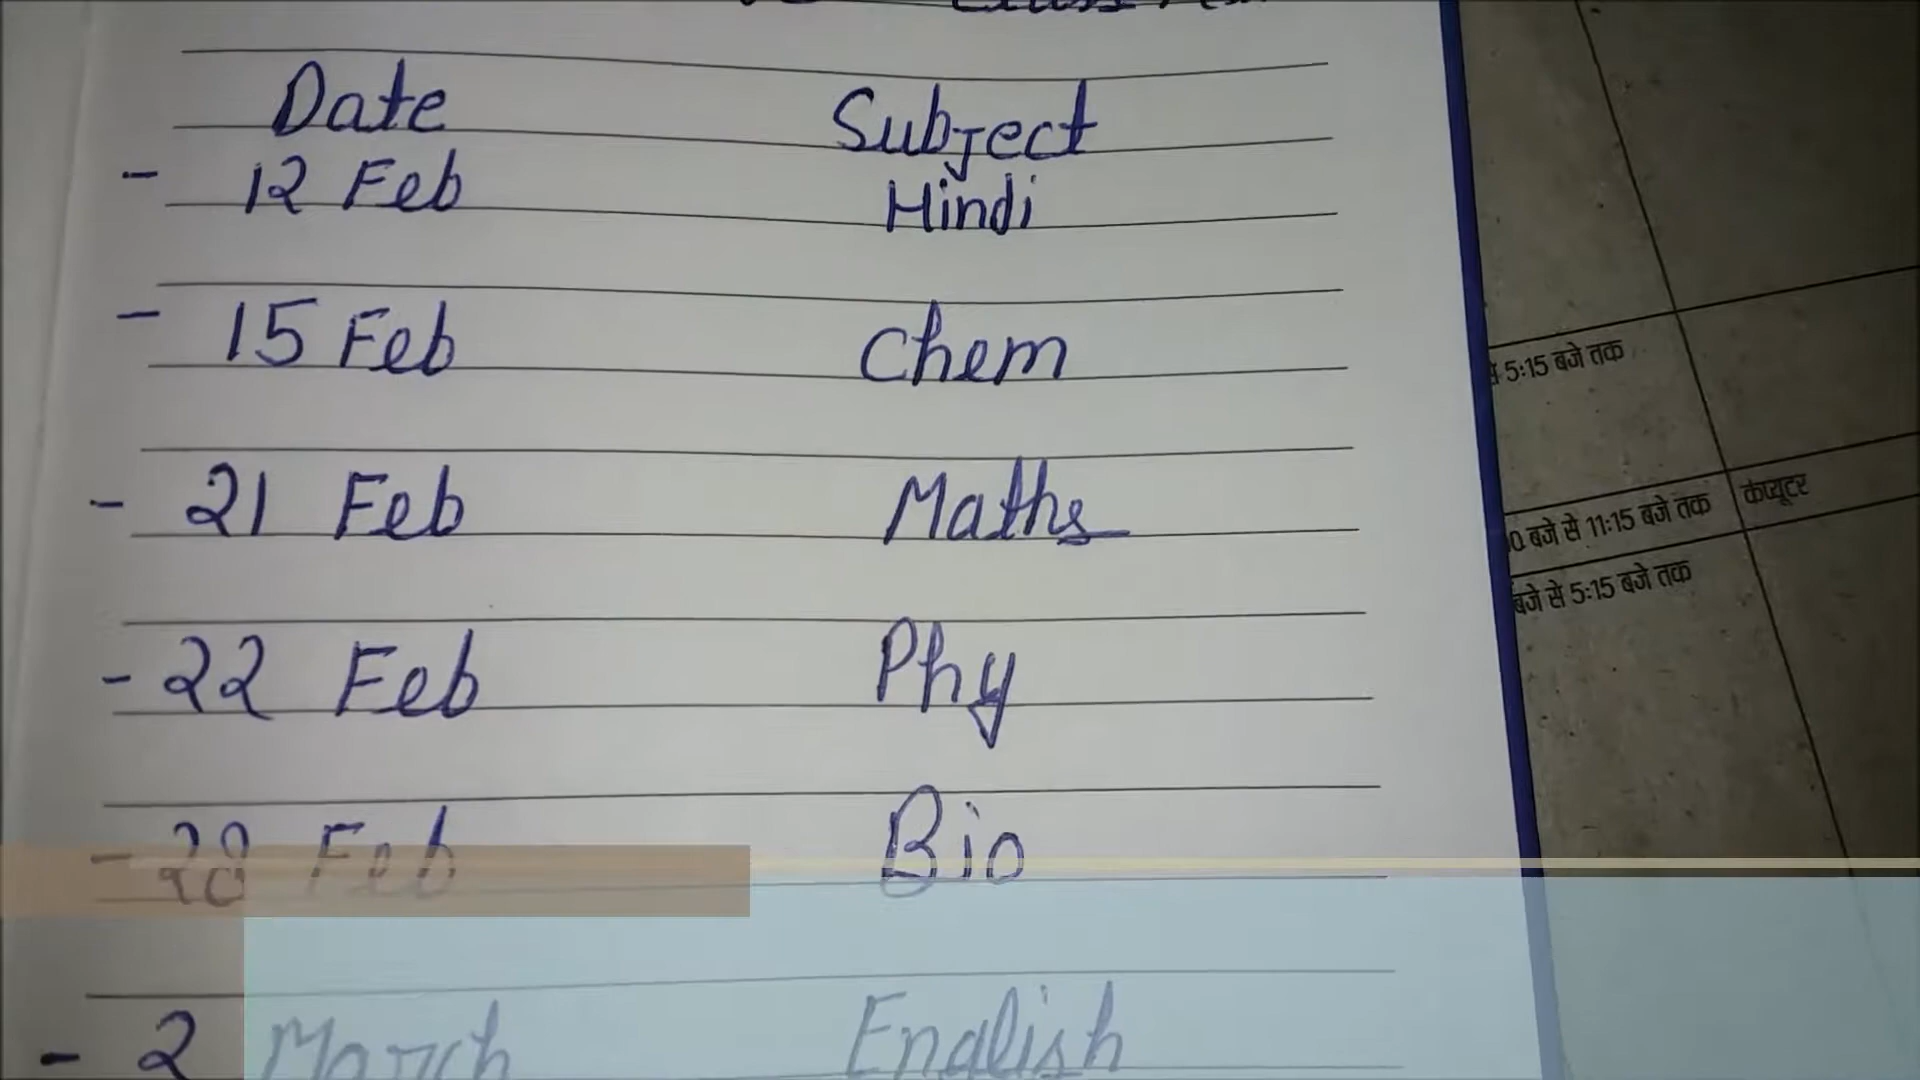 Date Subject
- 12 Feb Hindi
- 15 Feb Chem
- 21 Feb Maths
- 22 Feb Phy
- 28 Feb Bio
- 2 March English
से 5:15 बजे तक
बजे से 11:15 बजे तक कंप्यूटर
बजे से 5:15 बजे तक